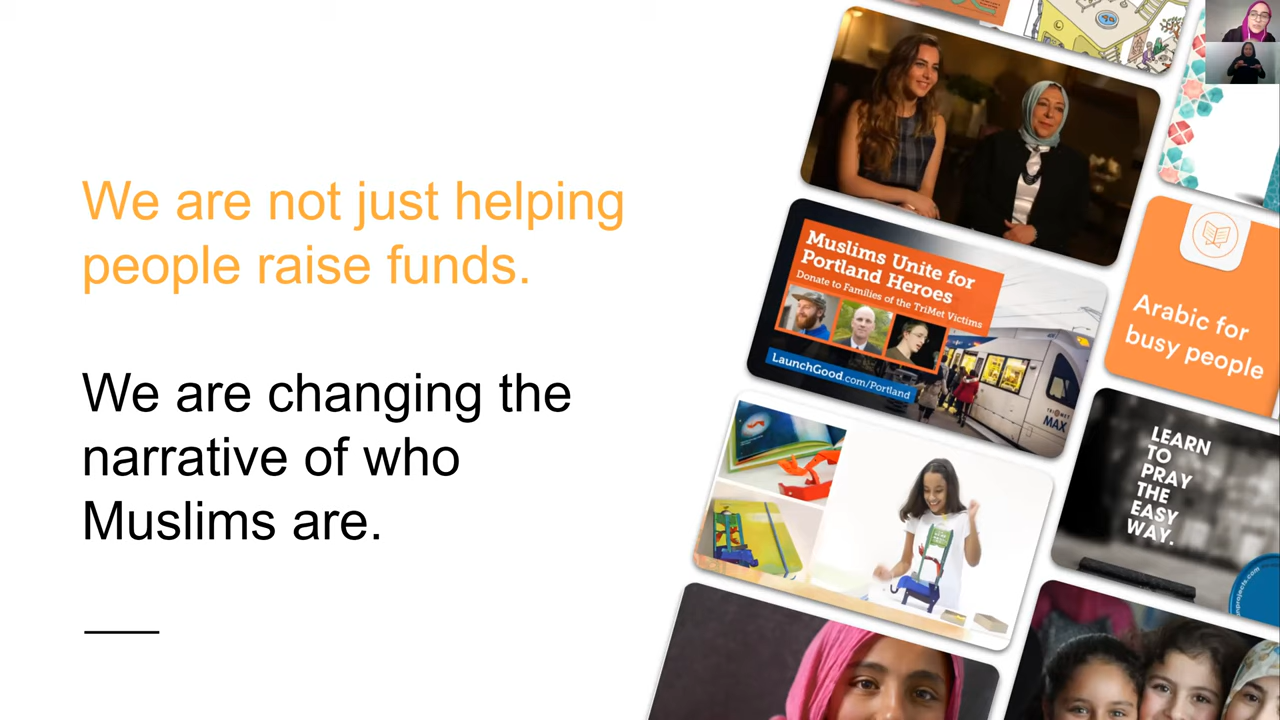 We are not just helping
people raise funds.
We are changing the
narrative of who
Muslims are.
Muslims Unite for
Portland Heroes
Donate to Families of the TriMet Victims
LaunchGood.com/Portland
TRI MET
MAX
Arabic for
busy people
LEARN
TO
PRAY
THE
EASY
WAY.